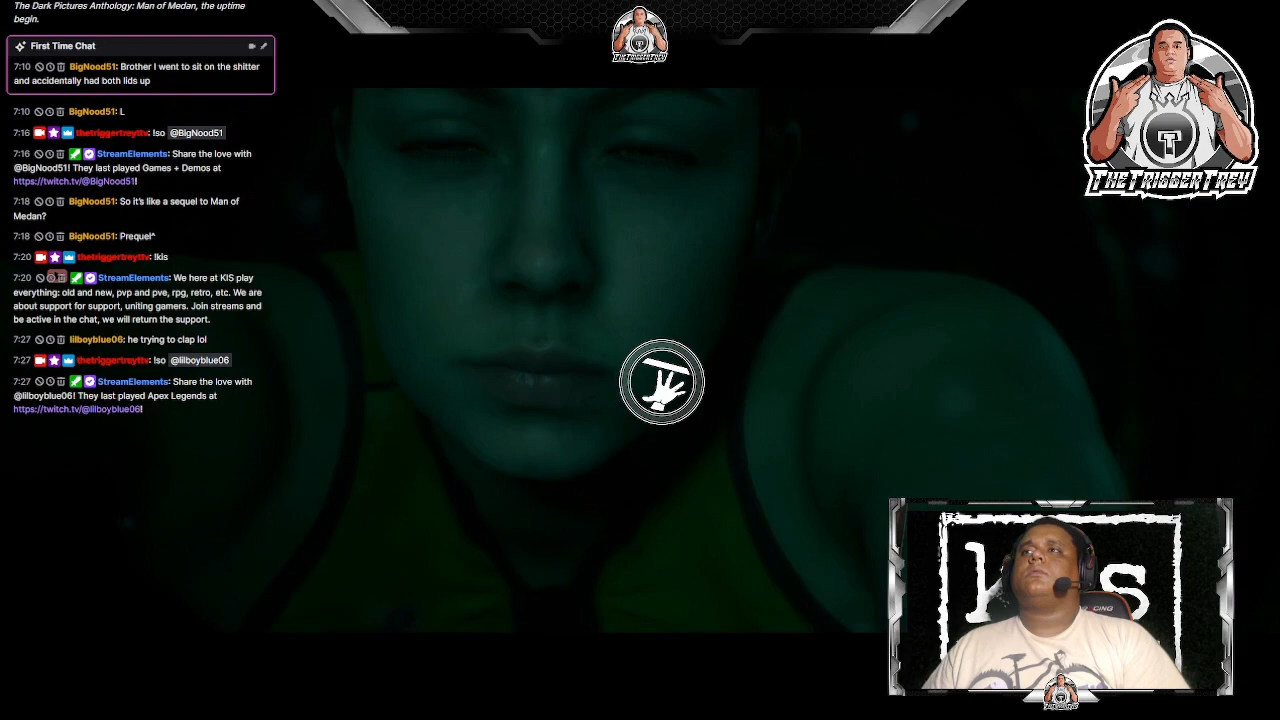 The Dark Pictures Anthology: Man of Medan, the uptime
begin.
First Time Chat
7:10 BigNood51: Brother I went to sit on the shitter
and accidentally had both lids up
7:10 BigNood51: L
7:16 thetriggertreyttv: !so @BigNood51
7:16 StreamElements: Share the love with
@BigNood51! They last played Games + Demos at
https://twitch.tv/@BigNood51!
7:18 BigNood51: So it's like a sequel to Man of
Medan?
7:18 BigNood51: Prequel^
7:20 thetriggertreyttv: !kis
7:20 StreamElements: We here at KIS play
everything: old and new, pvp and pve, rpg, retro, etc. We are
about support for support, uniting gamers. Join streams and
be active in the chat, we will return the support.
7:27 lilboyblue06: he trying to clap lol
7:27 thetriggertreyttv: !so @lilboyblue06
7:27 StreamElements: Share the love with
@lilboyblue06! They last played Apex Legends at
https://twitch.tv/@lilboyblue06!
THETRIGGERTREY
T
THETRIGGERTREY